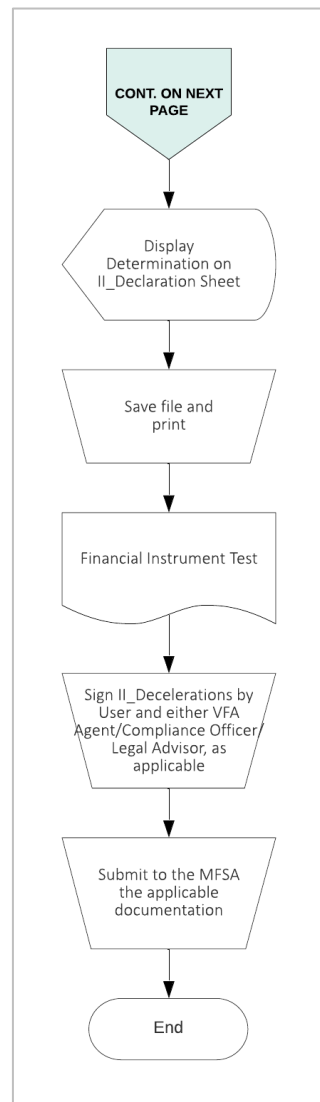 CONT. ON NEXT
PAGE
Display
Determination on
II_Declaration Sheet
Save file and
print
Financial Instrument Test
Sign II_Decelerations by
User and either VFA
Agent/Compliance Officer/
Legal Advisor, as
applicable
Submit to the MFSA
the applicable
documentation
End